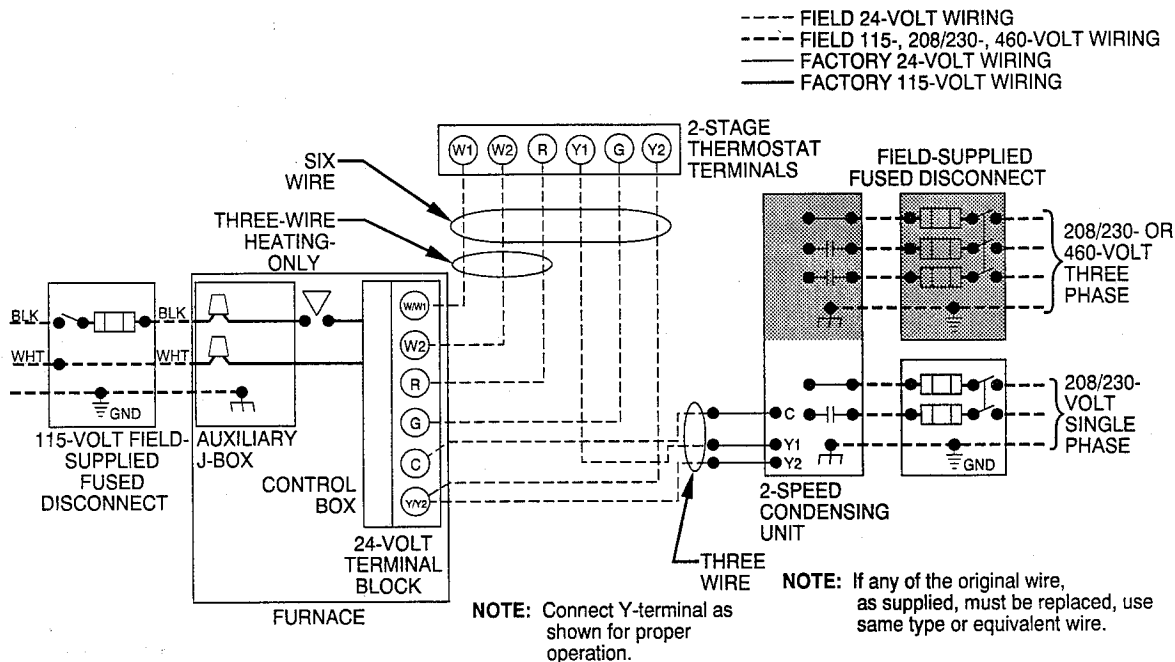 FIELD 24-VOLT WIRING
FIELD 115-, 208/230-, 460-VOLT WIRING
FACTORY 24-VOLT WIRING
FACTORY 115-VOLT WIRING
W1 W2 R Y1 G Y2
2-STAGE
THERMOSTAT
TERMINALS
SIX
WIRE
THREE-WIRE
HEATING-
ONLY
FIELD-SUPPLIED
FUSED DISCONNECT
208/230- OR
460-VOLT
THREE
PHASE
BLK
BLK
WHT
WHT
GND
115-VOLT FIELD-
SUPPLIED
FUSED
DISCONNECT
AUXILIARY
J-BOX
CONTROL
BOX
W/W1
W2
R
G
C
Y/Y2
24-VOLT
TERMINAL
BLOCK
FURNACE
C
Y1
Y2
208/230-
VOLT
SINGLE
PHASE
GND
2-SPEED
CONDENSING
UNIT
THREE
WIRE
NOTE: Connect Y-terminal as
shown for proper
operation.
NOTE: If any of the original wire,
as supplied, must be replaced, use
same type or equivalent wire.